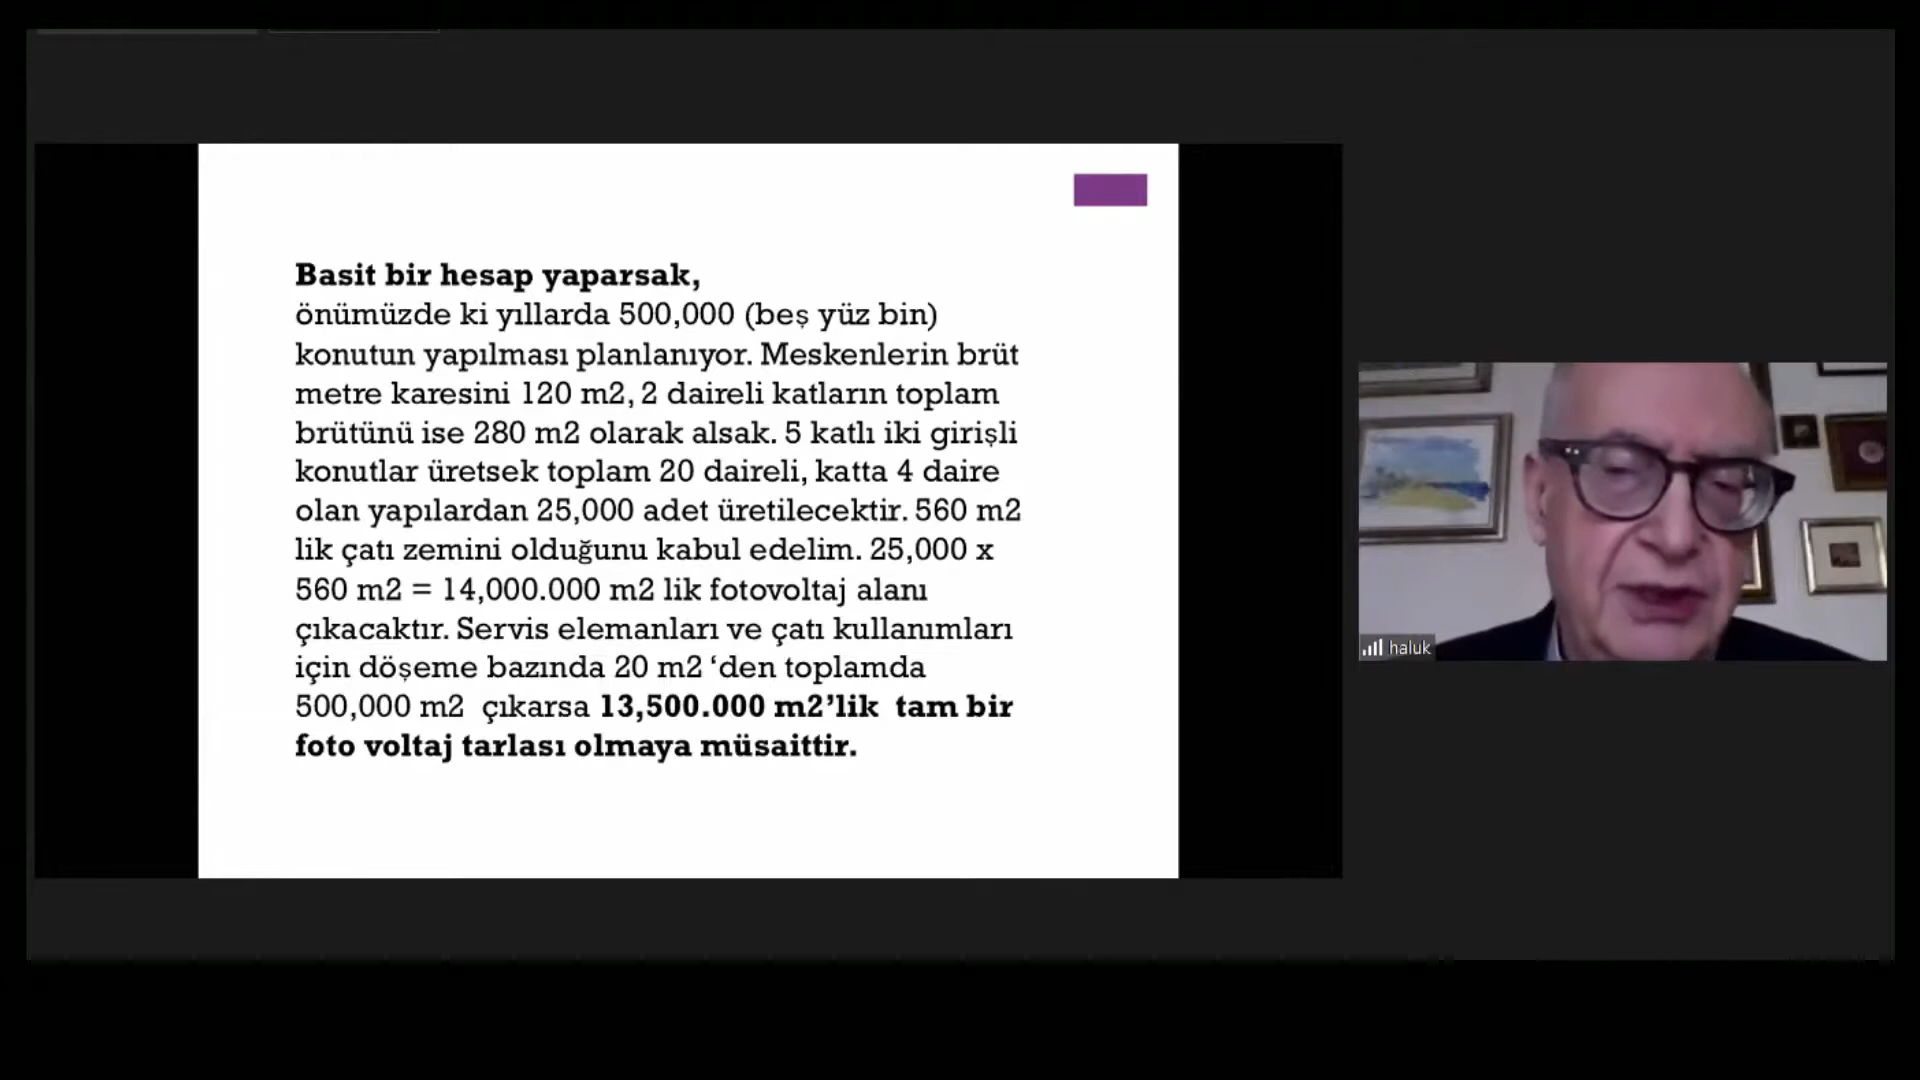 Basit bir hesap yaparsak,
önümüzde ki yıllarda 500,000 (beş yüz bin)
konutun yapılması planlanıyor. Meskenlerin brüt
metre karesini 120 m2, 2 daireli katların toplam
brütünü ise 280 m2 olarak alsak. 5 katlı iki girişli
konutlar üretsek toplam 20 daireli, katta 4 daire
olan yapılardan 25,000 adet üretilecektir. 560 m2
lik çatı zemini olduğunu kabul edelim. 25,000 x
560 m2 = 14,000.000 m2 lik fotovoltaj alanı
çıkacaktır. Servis elemanları ve çatı kullanımları
için döşeme bazında 20 m2 ‘den toplamda
500,000 m2  çıkarsa 13,500.000 m2’lik  tam bir
foto voltaj tarlası olmaya müsaittir.
haluk